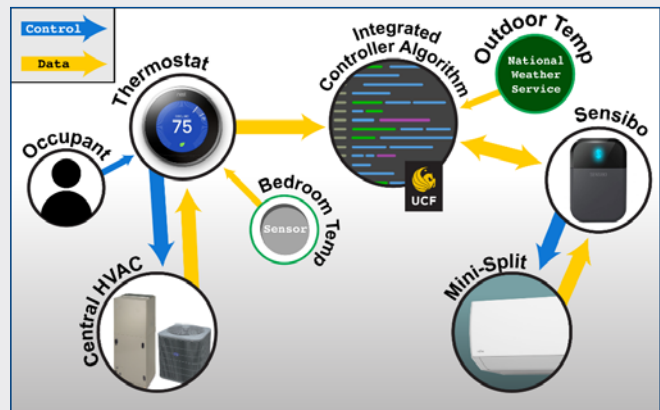 Control
Data
Thermostat
75
Occupant
Integrated
Controller Algorithm
UCF
Outdoor Temp
National
Weather
Service
Sensibo
Bedroom Temp
Sensor
Central HVAC
Mini-Split